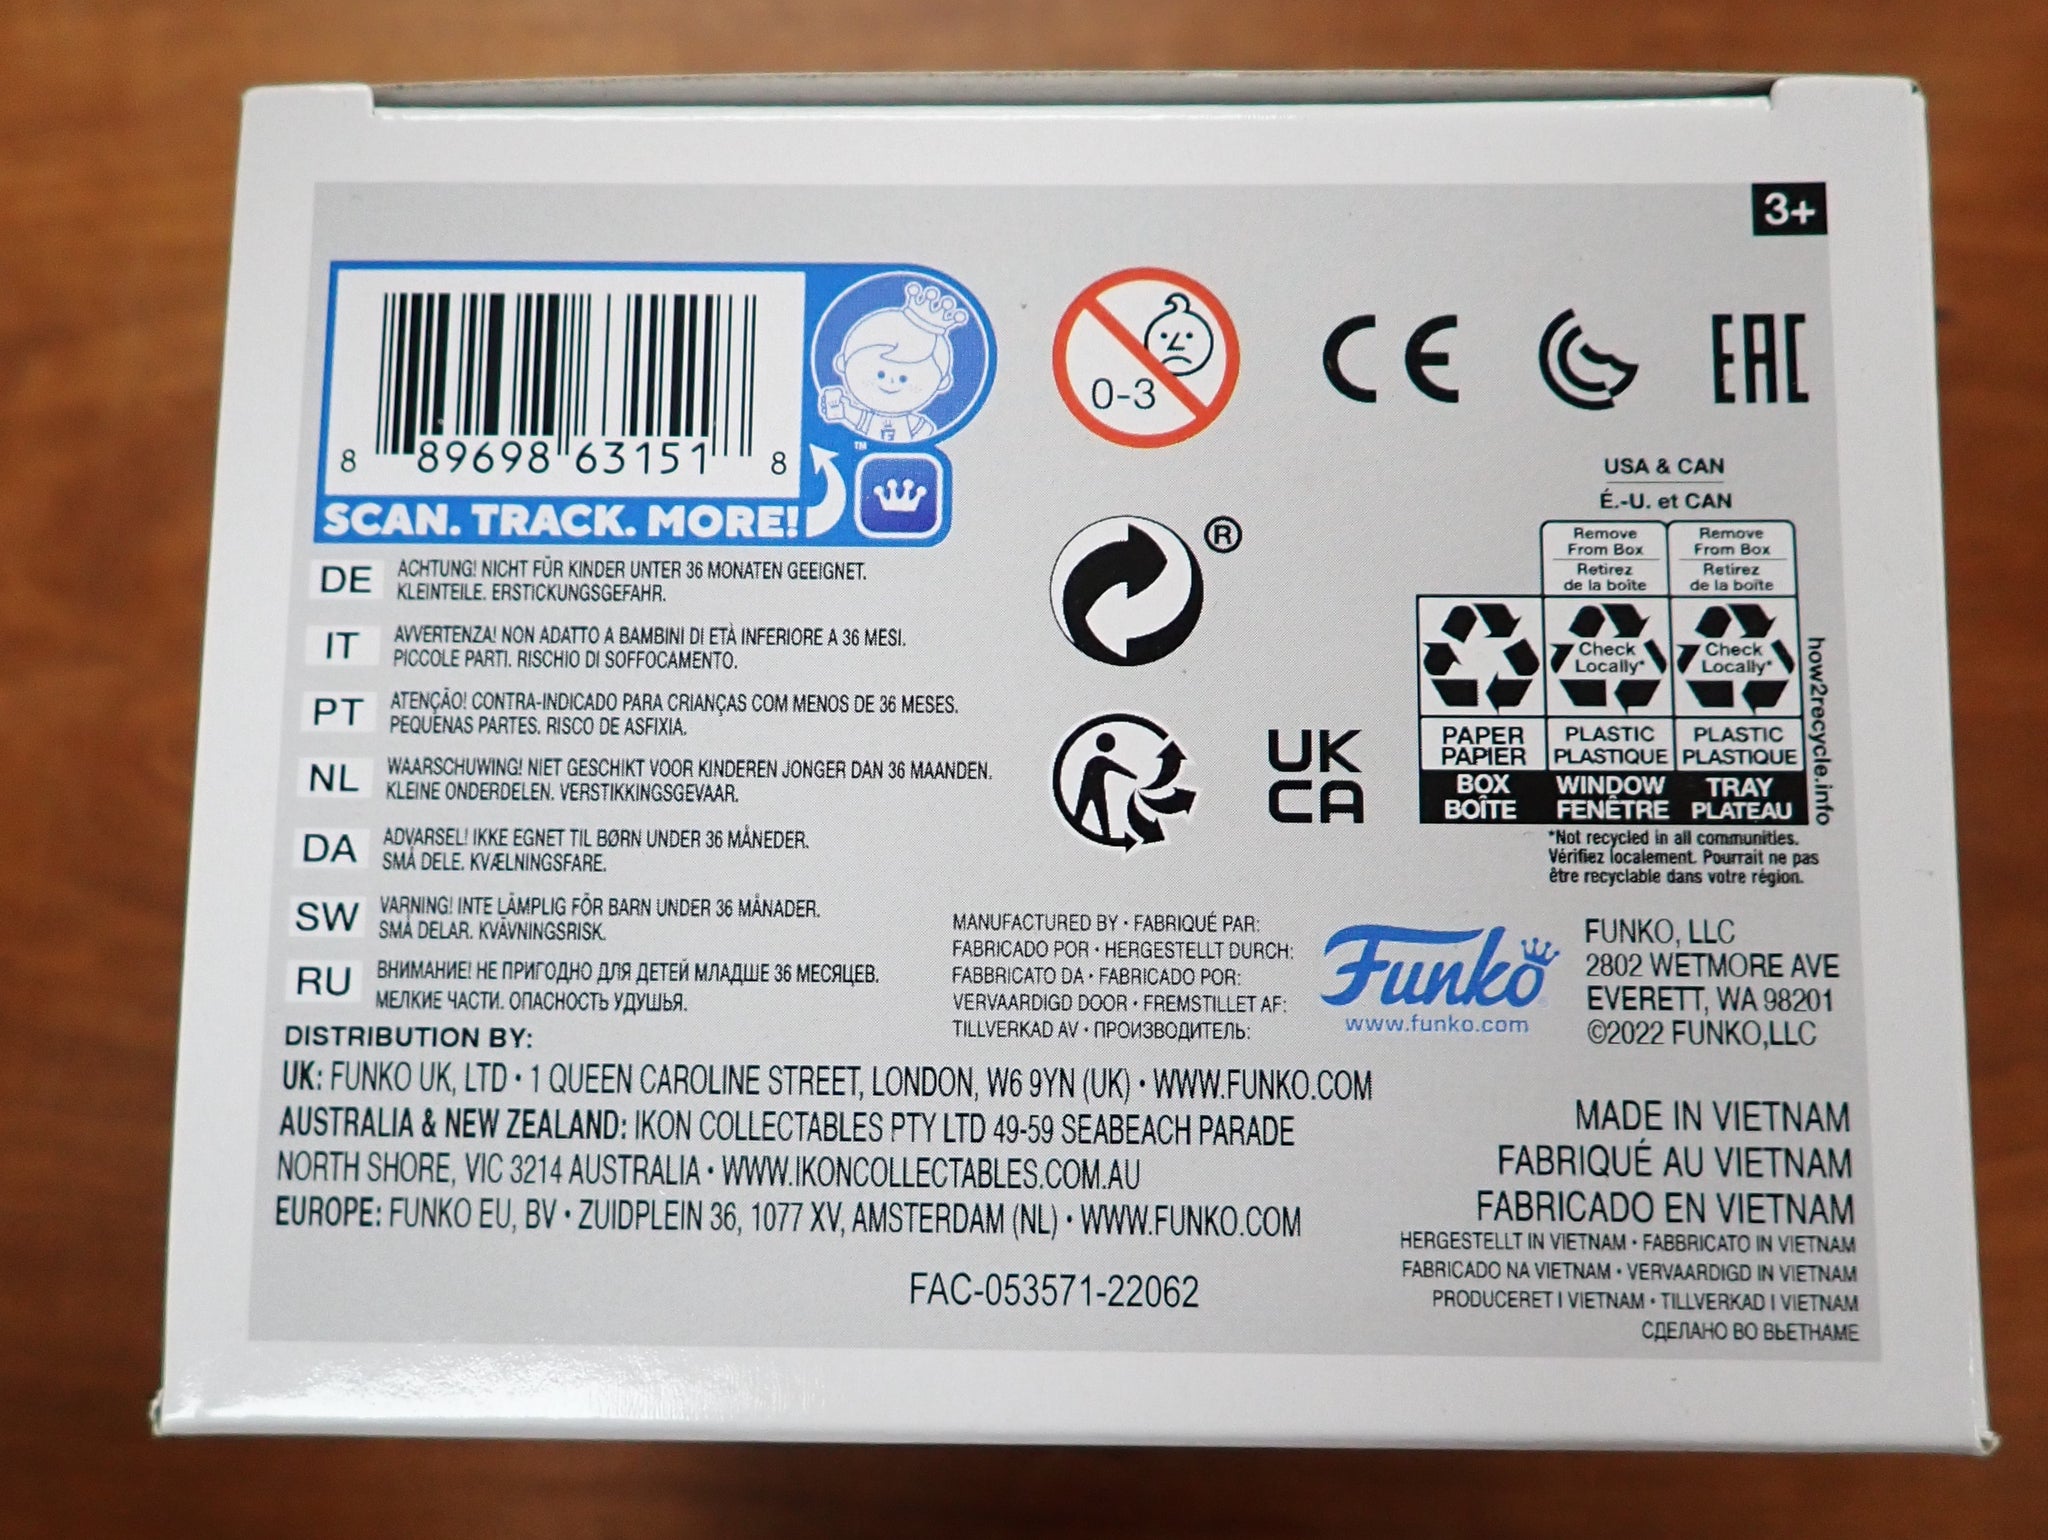 3+
8 89698 63151 8
SCAN. TRACK. MORE!
™
0-3
CE
EAC
DE ACHTUNG! NICHT FÜR KINDER UNTER 36 MONATEN GEEIGNET.
KLEINTEILE. ERSTICKUNGSGEFAHR.
IT AVVERTENZA! NON ADATTO A BAMBINI DI ETÀ INFERIORE A 36 MESI.
PICCOLE PARTI. RISCHIO DI SOFFOCAMENTO.
PT ATENÇÃO! CONTRA-INDICADO PARA CRIANÇAS COM MENOS DE 36 MESES.
PEQUENAS PARTES. RISCO DE ASFIXIA.
NL WAARSCHUWING! NIET GESCHIKT VOOR KINDEREN JONGER DAN 36 MAANDEN.
KLEINE ONDERDELEN. VERSTIKKINGSGEVAAR.
DA ADVARSEL! IKKE EGNET TIL BØRN UNDER 36 MÅNEDER.
SMÅ DELE. KVÆLNINGSFARE.
SW VARNING! INTE LÄMPLIG FÖR BARN UNDER 36 MÅNADER.
SMÅ DELAR. KVÄVNINGSRISK.
RU ВНИМАНИЕ! НЕ ПРИГОДНО ДЛЯ ДЕТЕЙ МЛАДШЕ 36 МЕСЯЦЕВ.
МЕЛКИЕ ЧАСТИ. ОПАСНОСТЬ УДУШЬЯ.
®
UK
CA
USA & CAN
É.-U. et CAN
Remove From Box
Retirez de la boîte
Remove From Box
Retirez de la boîte
Check Locally*
Check Locally*
PAPER PAPIER
PLASTIC PLASTIQUE
PLASTIC PLASTIQUE
BOX BOÎTE
WINDOW FENÊTRE
TRAY PLATEAU
how2recycle.info
*Not recycled in all communities.
Vérifiez localement. Pourrait ne pas
être recyclable dans votre région.
MANUFACTURED BY • FABRIQUÉ PAR:
FABRICADO POR • HERGESTELLT DURCH:
FABBRICATO DA • FABRICADO POR:
VERVAARDIGD DOOR • FREMSTILLET AF:
TILLVERKAD AV • ПРОИЗВОДИТЕЛЬ:
Funko
www.funko.com
FUNKO, LLC
2802 WETMORE AVE
EVERETT, WA 98201
©2022 FUNKO,LLC
DISTRIBUTION BY:
UK: FUNKO UK, LTD • 1 QUEEN CAROLINE STREET, LONDON, W6 9YN (UK) • WWW.FUNKO.COM
AUSTRALIA & NEW ZEALAND: IKON COLLECTABLES PTY LTD 49-59 SEABEACH PARADE
NORTH SHORE, VIC 3214 AUSTRALIA • WWW.IKONCOLLECTABLES.COM.AU
EUROPE: FUNKO EU, BV • ZUIDPLEIN 36, 1077 XV, AMSTERDAM (NL) • WWW.FUNKO.COM
FAC-053571-22062
MADE IN VIETNAM
FABRIQUÉ AU VIETNAM
FABRICADO EN VIETNAM
HERGESTELLT IN VIETNAM • FABBRICATO IN VIETNAM
FABRICADO NA VIETNAM • VERVAARDIGD IN VIETNAM
PRODUCERET I VIETNAM • TILLVERKAD I VIETNAM
СДЕЛАНО ВО ВЬЕТНАМЕ